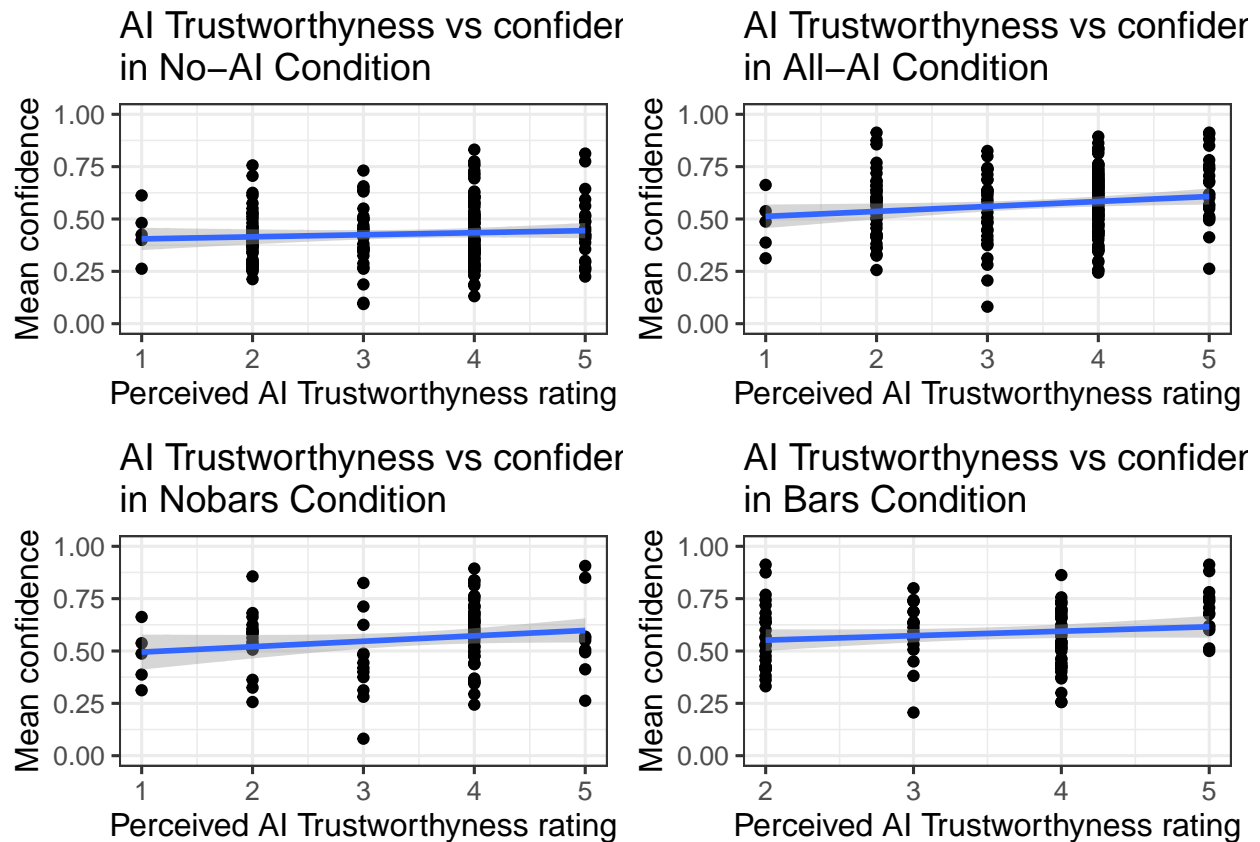 AI Trustworthyness vs confiden
in No−AI Condition
1.00
0.75
0.50
0.25
0.00
Mean confidence
1 2 3 4 5
Perceived AI Trustworthyness rating
AI Trustworthyness vs confiden
in All−AI Condition
1.00
0.75
0.50
0.25
0.00
Mean confidence
1 2 3 4 5
Perceived AI Trustworthyness rating
AI Trustworthyness vs confiden
in Nobars Condition
1.00
0.75
0.50
0.25
0.00
Mean confidence
1 2 3 4 5
Perceived AI Trustworthyness rating
AI Trustworthyness vs confiden
in Bars Condition
1.00
0.75
0.50
0.25
0.00
Mean confidence
2 3 4 5
Perceived AI Trustworthyness rating